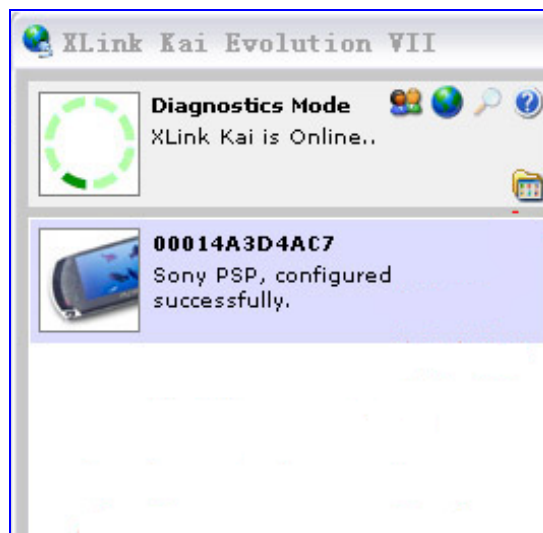 XLink Kai Evolution VII
Diagnostics Mode
XLink Kai is Online..
00014A3D4AC7
Sony PSP, configured
successfully.